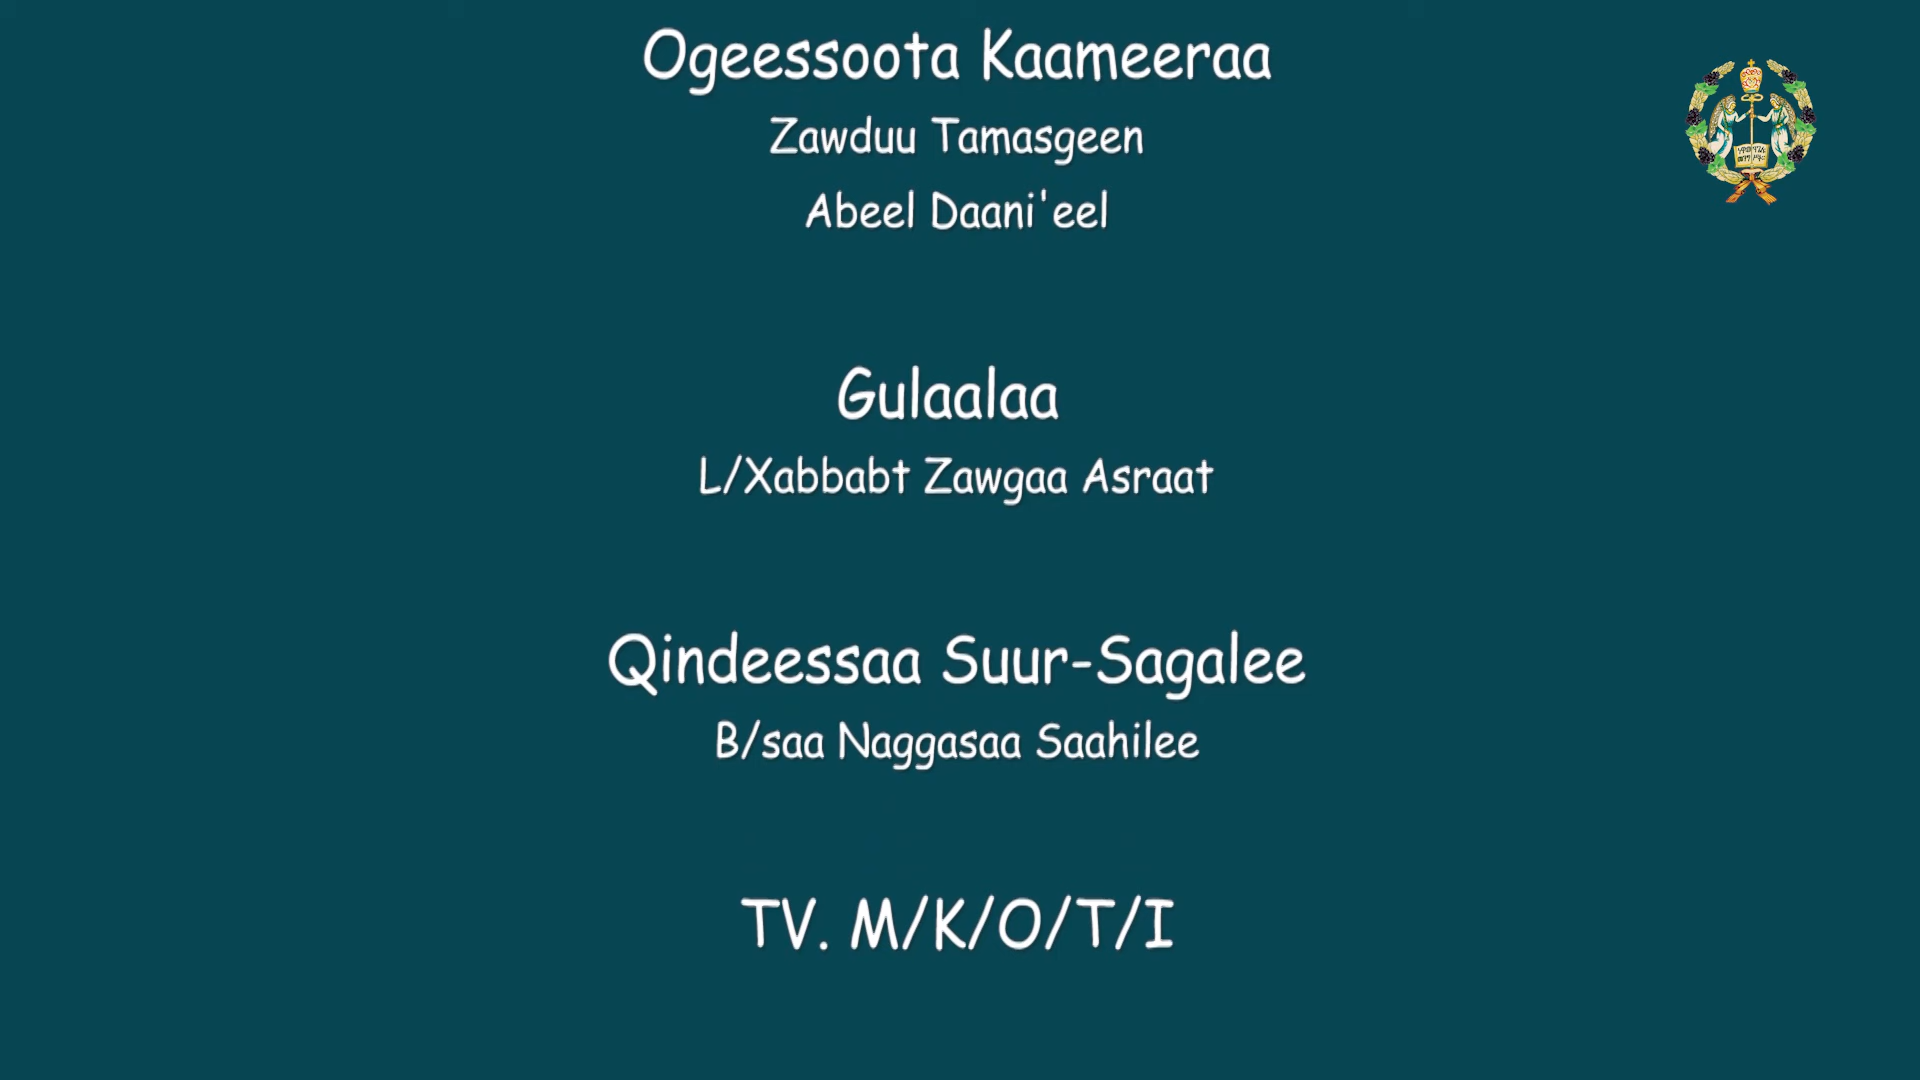 Ogeessoota Kaameeraa
Zawduu Tamasgeen
Abeel Daani'eel
Gulaalaa
L/Xabbabt Zawgaa Asraat
Qindeessaa Suur-Sagalee
B/saa Naggasaa Saahilee
TV. M/K/O/T/I